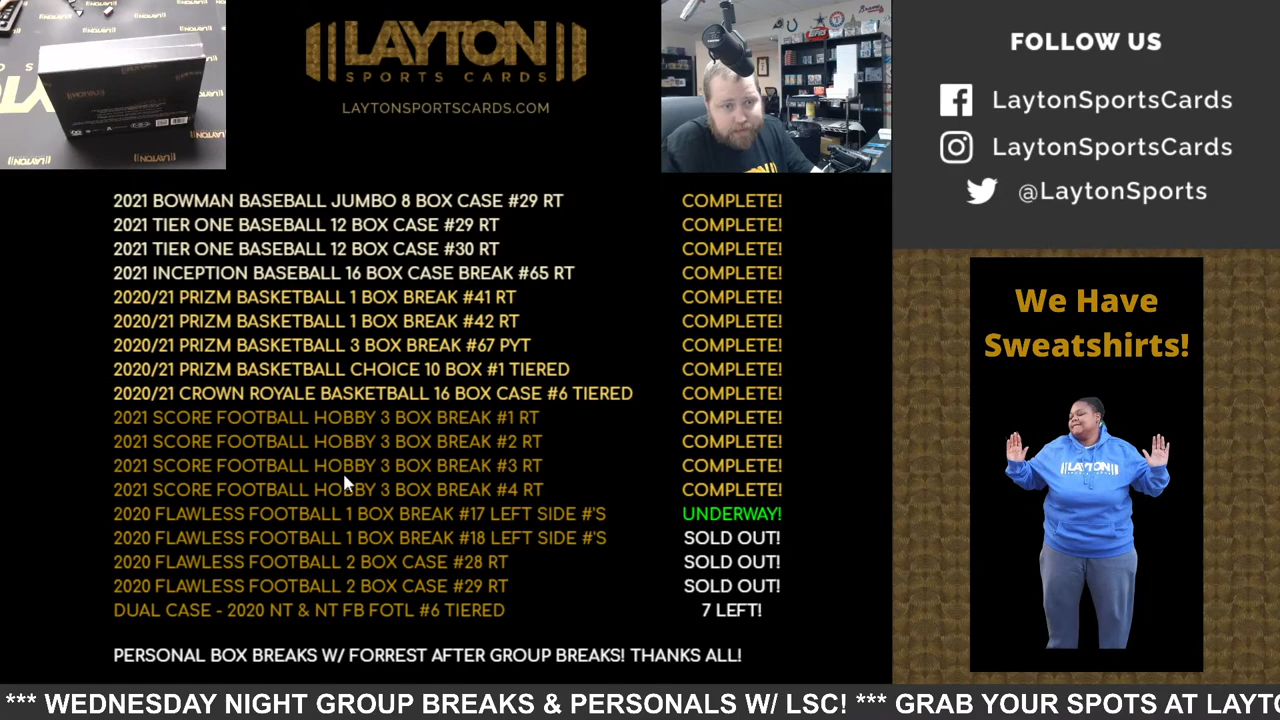 LAYTON
SPORTS CARDS
LAYTONSPORTSCARDS.COM
FOLLOW US
LaytonSportsCards
LaytonSportsCards
@LaytonSports
We Have
Sweatshirts!
LAYTON
2021 BOWMAN BASEBALL JUMBO 8 BOX CASE #29 RT COMPLETE!
2021 TIER ONE BASEBALL 12 BOX CASE #29 RT COMPLETE!
2021 TIER ONE BASEBALL 12 BOX CASE #30 RT COMPLETE!
2021 INCEPTION BASEBALL 16 BOX CASE BREAK #65 RT COMPLETE!
2020/21 PRIZM BASKETBALL 1 BOX BREAK #41 RT COMPLETE!
2020/21 PRIZM BASKETBALL 1 BOX BREAK #42 RT COMPLETE!
2020/21 PRIZM BASKETBALL 3 BOX BREAK #67 PYT COMPLETE!
2020/21 PRIZM BASKETBALL CHOICE 10 BOX #1 TIERED COMPLETE!
2020/21 CROWN ROYALE BASKETBALL 16 BOX CASE #6 TIERED COMPLETE!
2021 SCORE FOOTBALL HOBBY 3 BOX BREAK #1 RT COMPLETE!
2021 SCORE FOOTBALL HOBBY 3 BOX BREAK #2 RT COMPLETE!
2021 SCORE FOOTBALL HOBBY 3 BOX BREAK #3 RT COMPLETE!
2021 SCORE FOOTBALL HOBBY 3 BOX BREAK #4 RT COMPLETE!
2020 FLAWLESS FOOTBALL 1 BOX BREAK #17 LEFT SIDE #'S UNDERWAY!
2020 FLAWLESS FOOTBALL 1 BOX BREAK #18 LEFT SIDE #'S SOLD OUT!
2020 FLAWLESS FOOTBALL 2 BOX CASE #28 RT SOLD OUT!
2020 FLAWLESS FOOTBALL 2 BOX CASE #29 RT SOLD OUT!
DUAL CASE - 2020 NT & NT FB FOTL #6 TIERED 7 LEFT!
PERSONAL BOX BREAKS W/ FORREST AFTER GROUP BREAKS! THANKS ALL!
*** WEDNESDAY NIGHT GROUP BREAKS & PERSONALS W/ LSC! *** GRAB YOUR SPOTS AT LAYTO